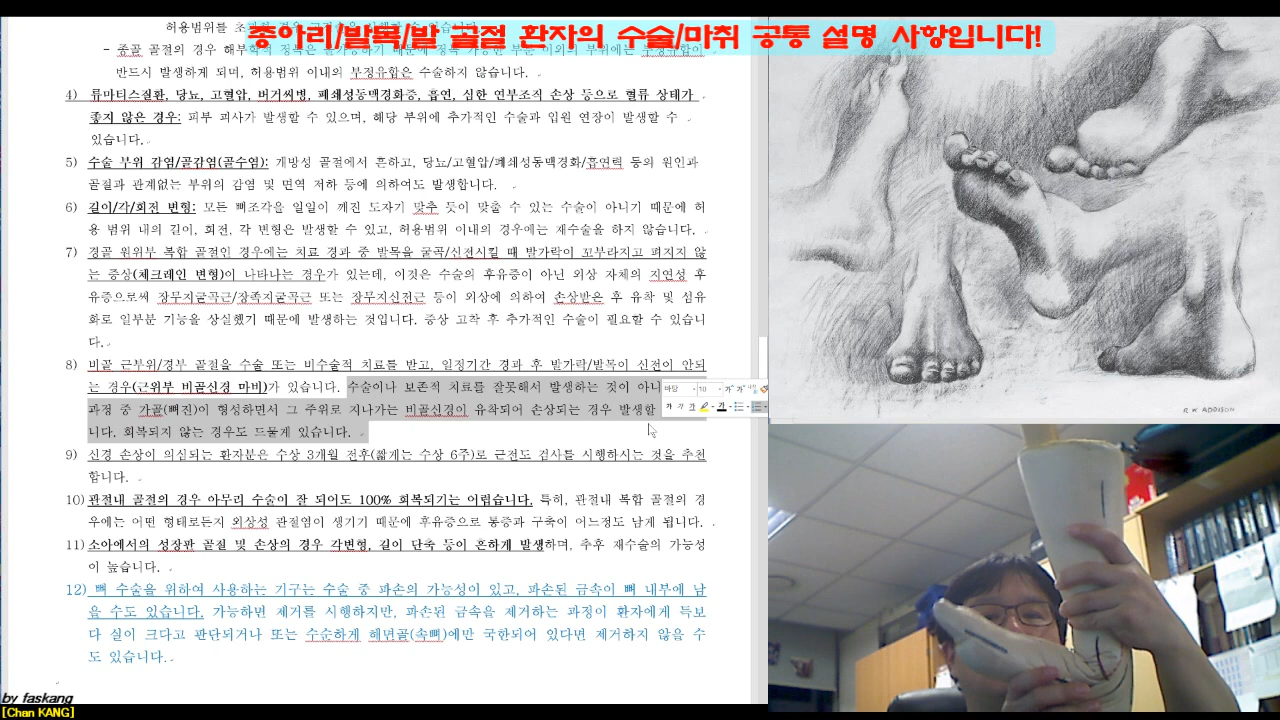 종아리/발목/발 골절 환자의 수술/마취 공통 설명 사항입니다!
- 종골 골절의 경우 해부학적 정복은 불가능하기 때문에
반드시 발생하게 되며, 허용범위 이내의 부정유합은 수술하지 않습니다.
4) 류마티스질환, 당뇨, 고혈압, 버거씨병, 폐쇄성동맥경화증, 흡연, 심한 연부조직 손상 등으로 혈류 상태가
좋지 않은 경우: 피부 괴사가 발생할 수 있으며, 해당 부위에 추가적인 수술과 입원 연장이 발생할 수
있습니다.
5) 수술 부위 감염/골감염(골수염): 개방성 골절에서 흔하고, 당뇨/고혈압/폐쇄성동맥경화/흡연력 등의 원인과
골절과 관계없는 부위의 감염 및 면역 저하 등에 의하여도 발생합니다.
6) 길이/각/회전 변형: 모든 뼈조각을 일일이 깨진 도자기 맞추 듯이 맞출 수 있는 수술이 아니기 때문에 허
용 범위 내의 길이, 회전, 각 변형은 발생할 수 있고, 허용범위 이내의 경우에는 재수술을 하지 않습니다.
7) 경골 원위부 복합 골절인 경우에는 치료 경과 중 발목을 굴곡/신전시킬 때 발가락이 꼬부라지고 펴지지 않
는 증상(체크레인 변형)이 나타나는 경우가 있는데, 이것은 수술의 후유증이 아닌 외상 자체의 지연성 후
유증으로써 장무지굴곡근/장족지굴곡근 또는 장무지신전근 등이 외상에 의하여 손상받은 후 유착 및 섬유
화로 일부분 기능을 상실했기 때문에 발생하는 것입니다. 증상 고착 후 추가적인 수술이 필요할 수 있습니
다.
8) 비골 근부위/경부 골절을 수술 또는 비수술적 치료를 받고, 일정기간 경과 후 발가락/발목이 신전이 안되
는 경우(근위부 비골신경 마비)가 있습니다. 수술이나 보존적 치료를 잘못해서 발생하는 것이 아니
과정 중 가골(뼈진)이 형성하면서 그 주위로 지나가는 비골신경이 되어 손상되는 경우 발생할
니다. 회복되지 않는 경우도 드물게 있습니다.
바탕 10
가 가 가 가
9) 신경 손상이 의심되는 환자분은 수상 3개월 전후(짧게는 수상 6주)로 근전도 검사를 시행하시는 것을 추천
합니다.
10) 관절내 골절의 경우 아무리 수술이 잘 되어도 100% 회복되기는 어렵습니다. 특히, 관절내 복합 골절의 경
우에는 어떤 형태로든지 외상성 관절염이 생기기 때문에 후유증으로 통증과 구축이 어느정도 남게 됩니다.
11) 소아에서의 성장판 골절 및 손상의 경우 각변형, 길이 단축 등이 흔하게 발생하며, 추후 재수술의 가능성
이 높습니다.
12) 뼈 수술을 위하여 사용하는 기구는 수술 중 파손의 가능성이 있고, 파손된 금속이 뼈 내부에 남
을 수도 있습니다. 가능하면 제거를 시행하지만, 파손된 금속을 제거하는 과정이 환자에게 득보
다 실이 크다고 판단되거나 또는 수순하게 해면골(속뼈)에만 국한되어 있다면 제거하지 않을 수
도 있습니다.
R W ADDISON
by faskang
[Chan KANG]